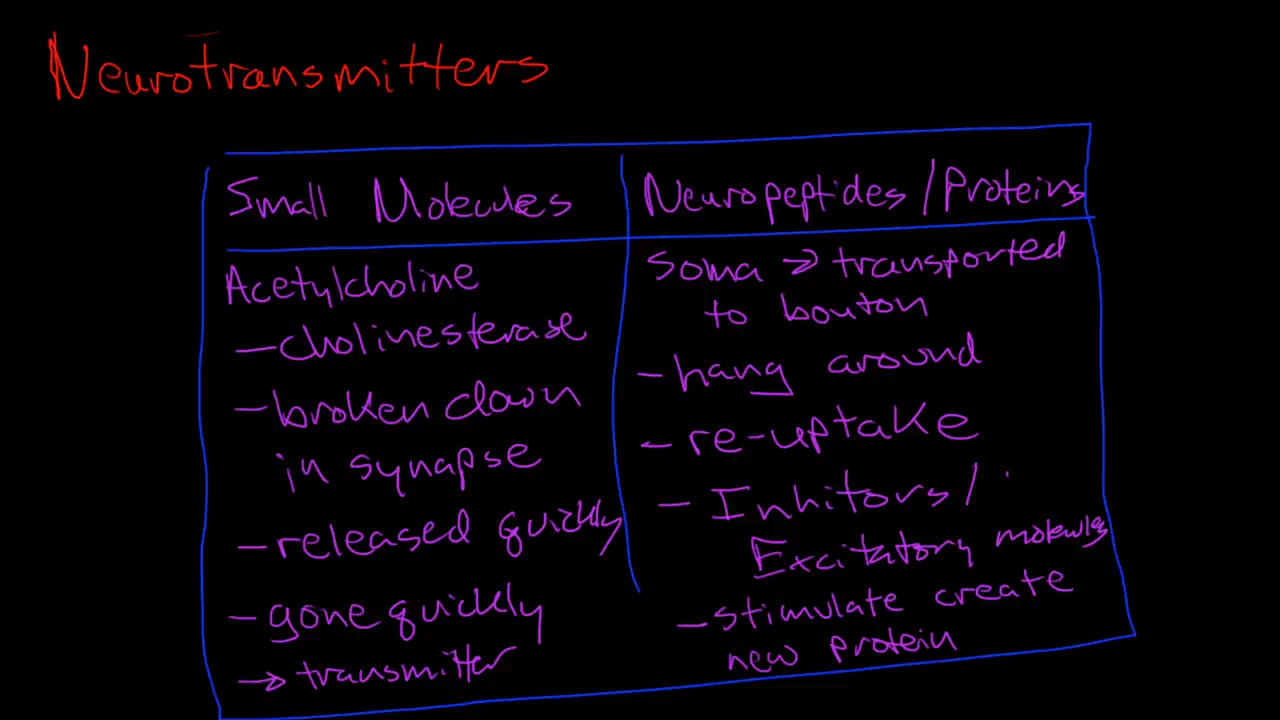 Neurotransmitters
Small Molecules
Neuropeptides/Proteins
Acetylcholine
- cholinesterase
- broken down
in synapse
- released quickly
- gone quickly
→ transmitter
Soma > transported
to bouton
- hang around
- re-uptake
- Inhitors/
Excitatory molecules
- stimulate create
new protein